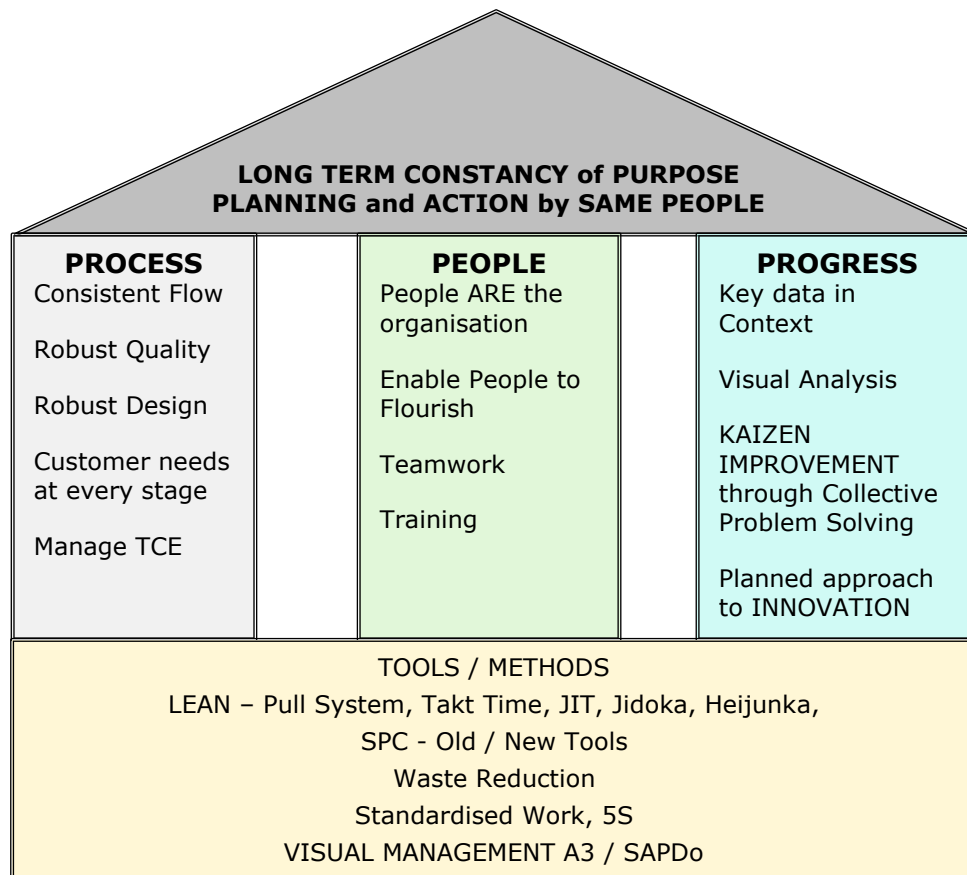 LONG TERM CONSTANCY of PURPOSE
PLANNING and ACTION by SAME PEOPLE
PROCESS
Consistent Flow
Robust Quality
Robust Design
Customer needs
at every stage
Manage TCE
PEOPLE
People ARE the
organisation
Enable People to
Flourish
Teamwork
Training
PROGRESS
Key data in
Context
Visual Analysis
KAIZEN
IMPROVEMENT
through Collective
Problem Solving
Planned approach
to INNOVATION
TOOLS / METHODS
LEAN – Pull System, Takt Time, JIT, Jidoka, Heijunka,
SPC - Old / New Tools
Waste Reduction
Standardised Work, 5S
VISUAL MANAGEMENT A3 / SAPDo